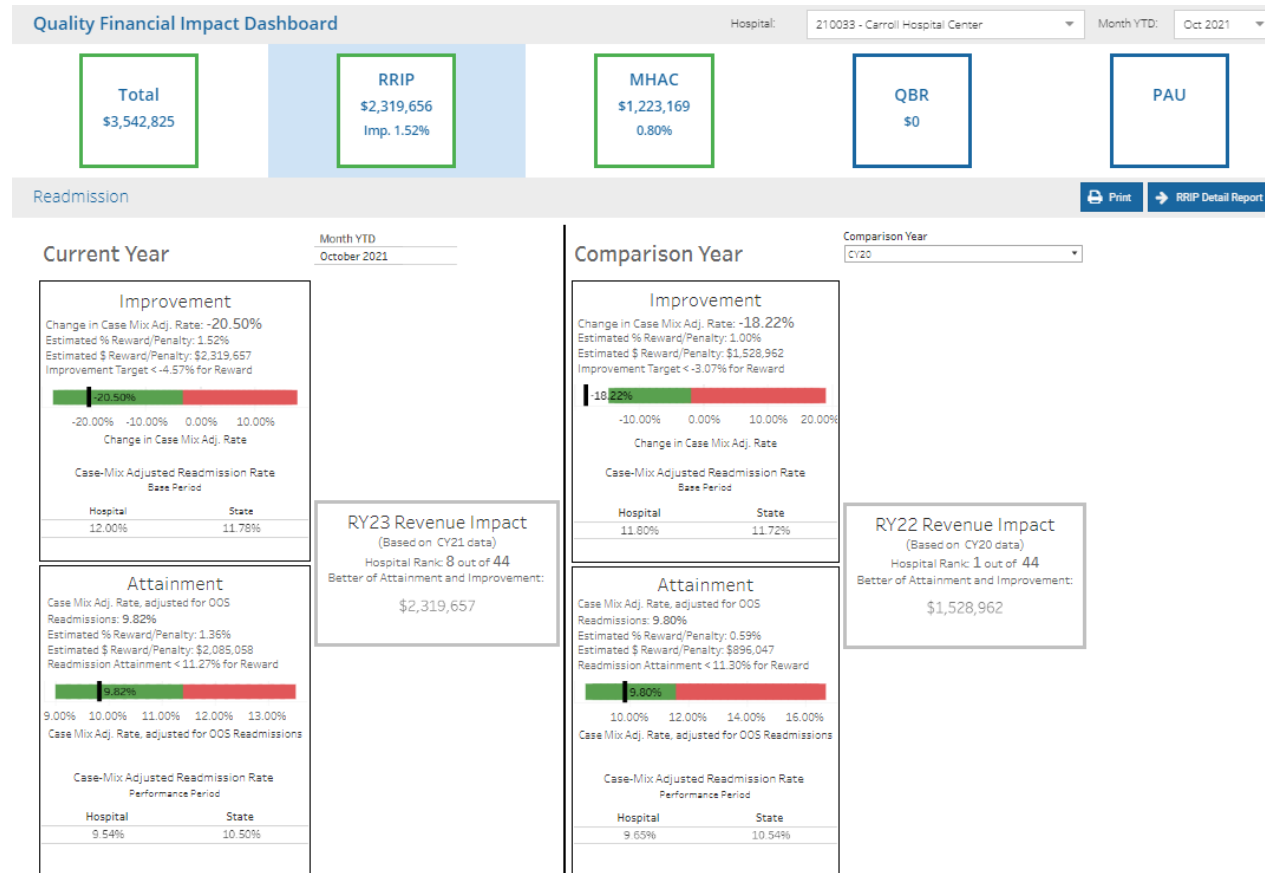 Quality Financial Impact Dashboard
Hospital: 210033 - Carroll Hospital Center Month YTD: Oct 2021
Total
$3,542,825
RRIP
$2,319,656
Imp. 1.52%
MHAC
$1,223,169
0.80%
QBR
$0
PAU
Readmission
Print
RRIP Detail Report
Current Year
Month YTD
October 2021
Improvement
Change in Case Mix Adj. Rate: -20.50%
Estimated % Reward/Penalty: 1.52%
Estimated $ Reward/Penalty: $2,319,657
Improvement Target < -4.57% for Reward
-20.50%
-20.00% -10.00% 0.00% 10.00%
Change in Case Mix Adj. Rate
Case-Mix Adjusted Readmission Rate
Base Period
Hospital State
12.00% 11.78%
Attainment
Case Mix Adj. Rate, adjusted for OOS
Readmissions: 9.82%
Estimated % Reward/Penalty: 1.36%
Estimated $ Reward/Penalty: $2,085,058
Readmission Attainment < 11.27% for Reward
9.82%
9.00% 10.00% 11.00% 12.00% 13.00%
Case Mix Adj. Rate, adjusted for OOS Readmissions
Case-Mix Adjusted Readmission Rate
Performance Period
Hospital State
9.54% 10.50%
RY23 Revenue Impact
(Based on CY21 data)
Hospital Rank: 8 out of 44
Better of Attainment and Improvement:
$2,319,657
Comparison Year
Comparison Year
CY20
Improvement
Change in Case Mix Adj. Rate: -18.22%
Estimated % Reward/Penalty: 1.00%
Estimated $ Reward/Penalty: $1,528,962
Improvement Target < -3.07% for Reward
-18.22%
-10.00% 0.00% 10.00% 20.00%
Change in Case Mix Adj. Rate
Case-Mix Adjusted Readmission Rate
Base Period
Hospital State
11.80% 11.72%
Attainment
Case Mix Adj. Rate, adjusted for OOS
Readmissions: 9.80%
Estimated % Reward/Penalty: 0.59%
Estimated $ Reward/Penalty: $896,047
Readmission Attainment < 11.30% for Reward
9.80%
10.00% 12.00% 14.00% 16.00%
Case Mix Adj. Rate, adjusted for OOS Readmissions
Case-Mix Adjusted Readmission Rate
Performance Period
Hospital State
9.65% 10.54%
RY22 Revenue Impact
(Based on CY20 data)
Hospital Rank: 1 out of 44
Better of Attainment and Improvement:
$1,528,962